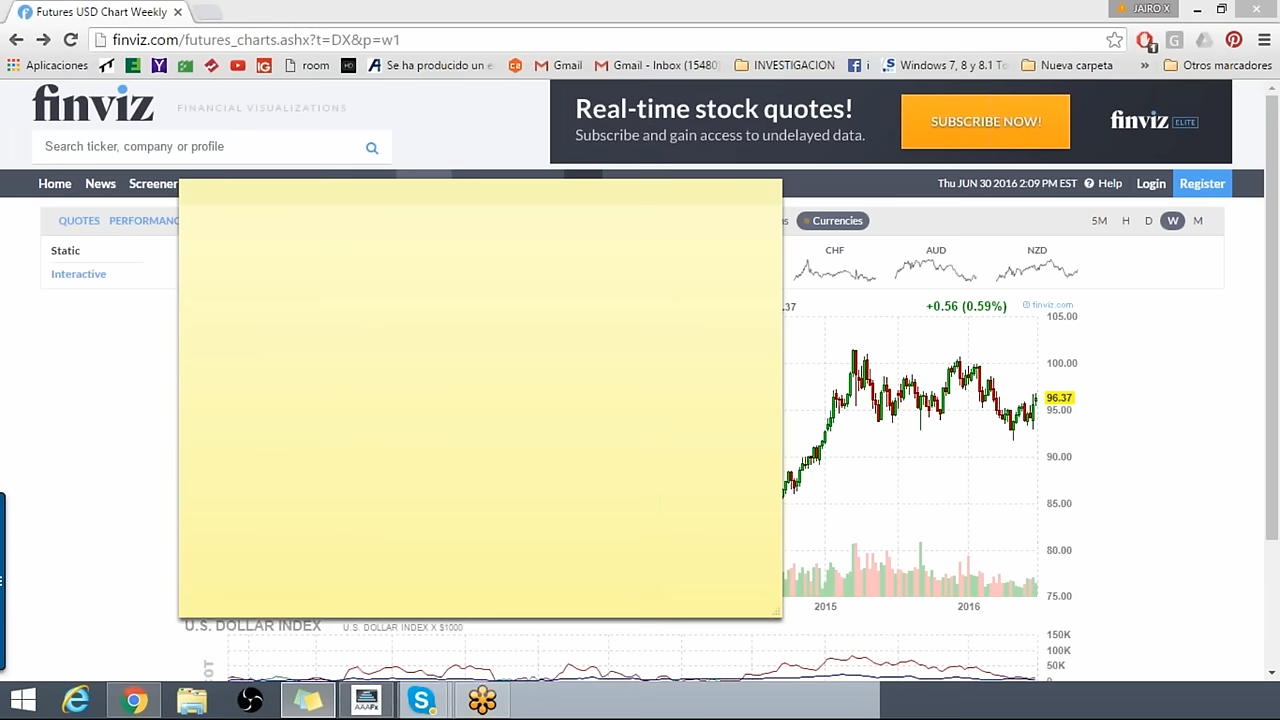 Futures USD Chart Weekly
JAIRO X
finviz.com/futures_charts.ashx?t=DX&p=w1
Aplicaciones
room
Se ha producido un e
Gmail
Gmail - Inbox (15480)
INVESTIGACION
i
Windows 7, 8 y 8.1 To
Nueva carpeta
»
Otros marcadores
finviz
FINANCIAL VISUALIZATIONS
Search ticker, company or profile
Real-time stock quotes!
Subscribe and gain access to undelayed data.
SUBSCRIBE NOW!
finviz ELITE
Home News Screener
Thu JUN 30 2016 2:09 PM EST Help Login Register
QUOTES PERFORMANC
s Currencies
5M H D W M
Static
Interactive
CHF AUD NZD
.37
+0.56 (0.59%)
© finviz.com
105.00
100.00
96.37
95.00
90.00
85.00
80.00
75.00
2015 2016
U.S. DOLLAR INDEX U.S. DOLLAR INDEX X $1000
OT
150K
100K
50K
AAAFx